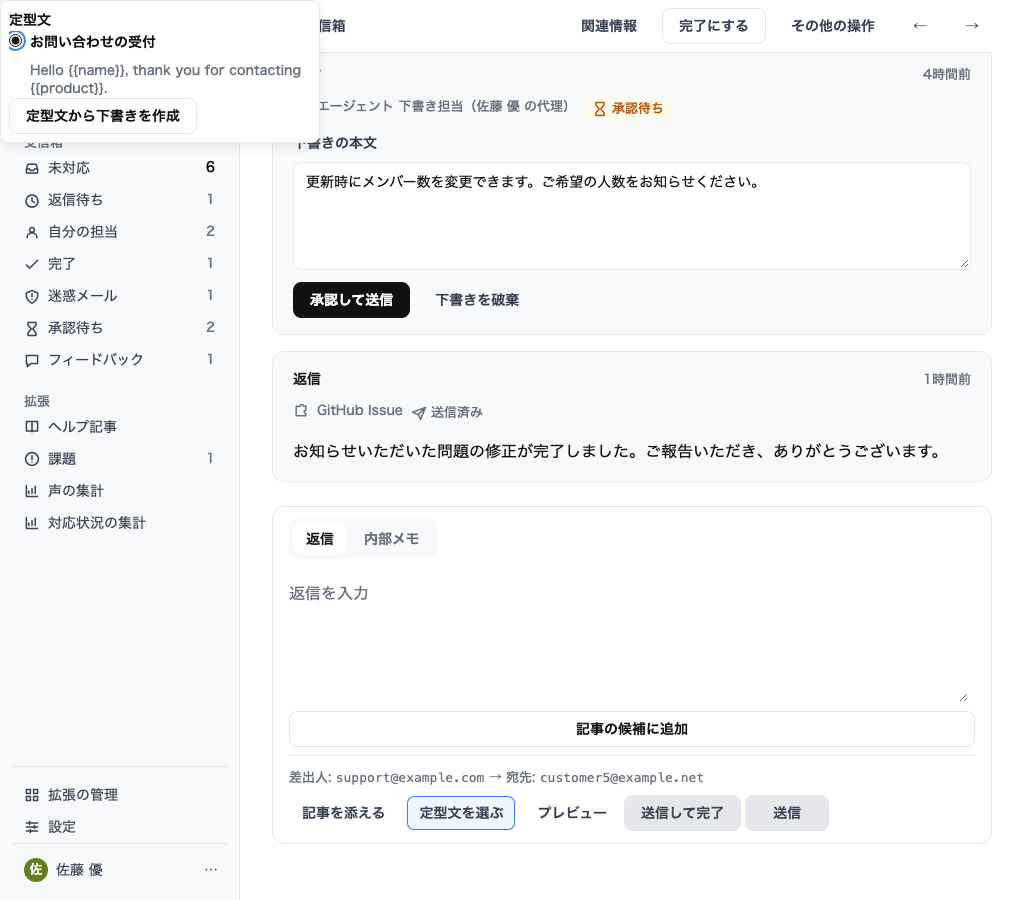 定型文
お問い合わせの受付
Hello {{name}}, thank you for contacting
{{product}}.
定型文から下書きを作成
信箱
関連情報
完了にする
その他の操作
←
→
未対応 6
返信待ち 1
自分の担当 2
完了 1
迷惑メール 1
承認待ち 2
フィードバック 1
拡張
ヘルプ記事
課題 1
声の集計
対応状況の集計
拡張の管理
設定
佐 佐藤 優 …
4時間前
エージェント 下書き担当（佐藤 優 の代理） 承認待ち
下書きの本文
更新時にメンバー数を変更できます。ご希望の人数をお知らせください。
承認して送信
下書きを破棄
返信 1時間前
GitHub Issue 送信済み
お知らせいただいた問題の修正が完了しました。ご報告いただき、ありがとうございます。
返信 内部メモ
返信を入力
記事の候補に追加
差出人: support@example.com → 宛先: customer5@example.net
記事を添える 定型文を選ぶ プレビュー 送信して完了 送信